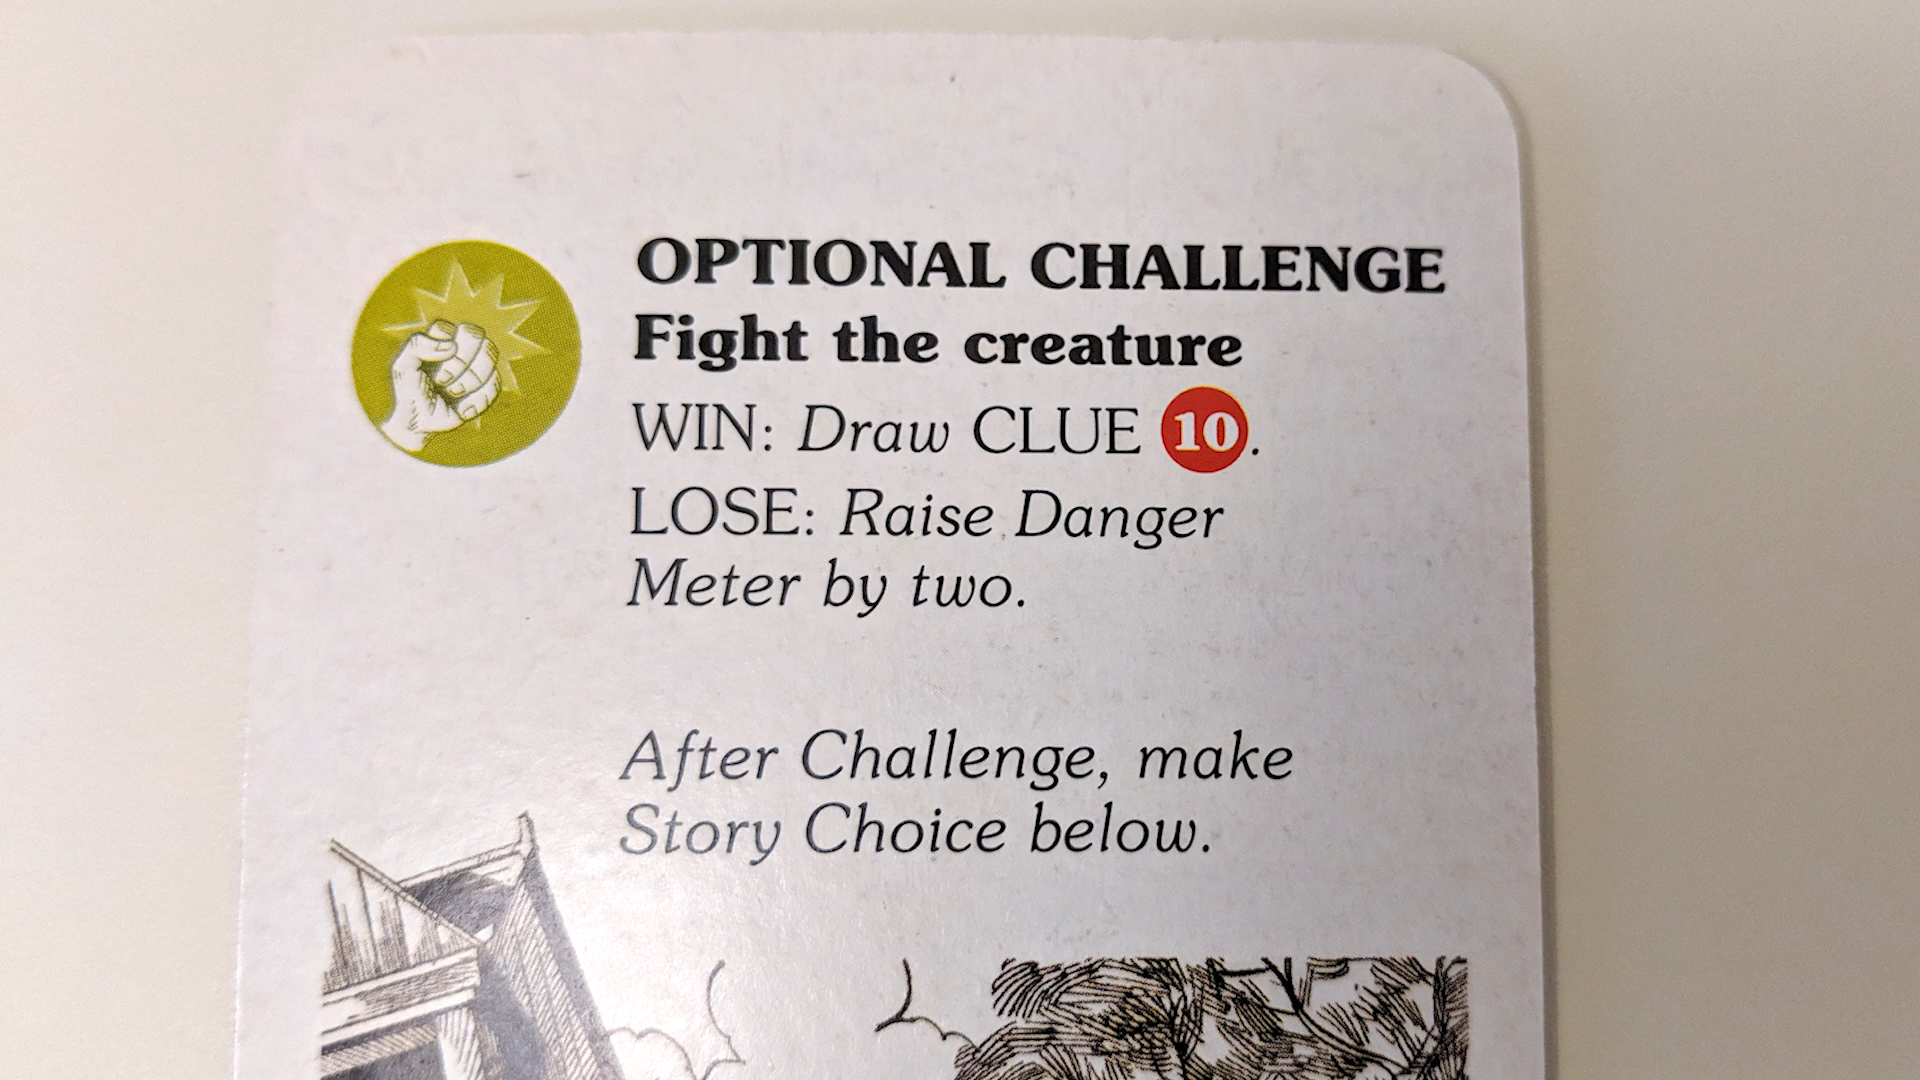 OPTIONAL CHALLENGE
Fight the creature
WIN: Draw CLUE 10.
LOSE: Raise Danger
Meter by two.
After Challenge, make
Story Choice below.